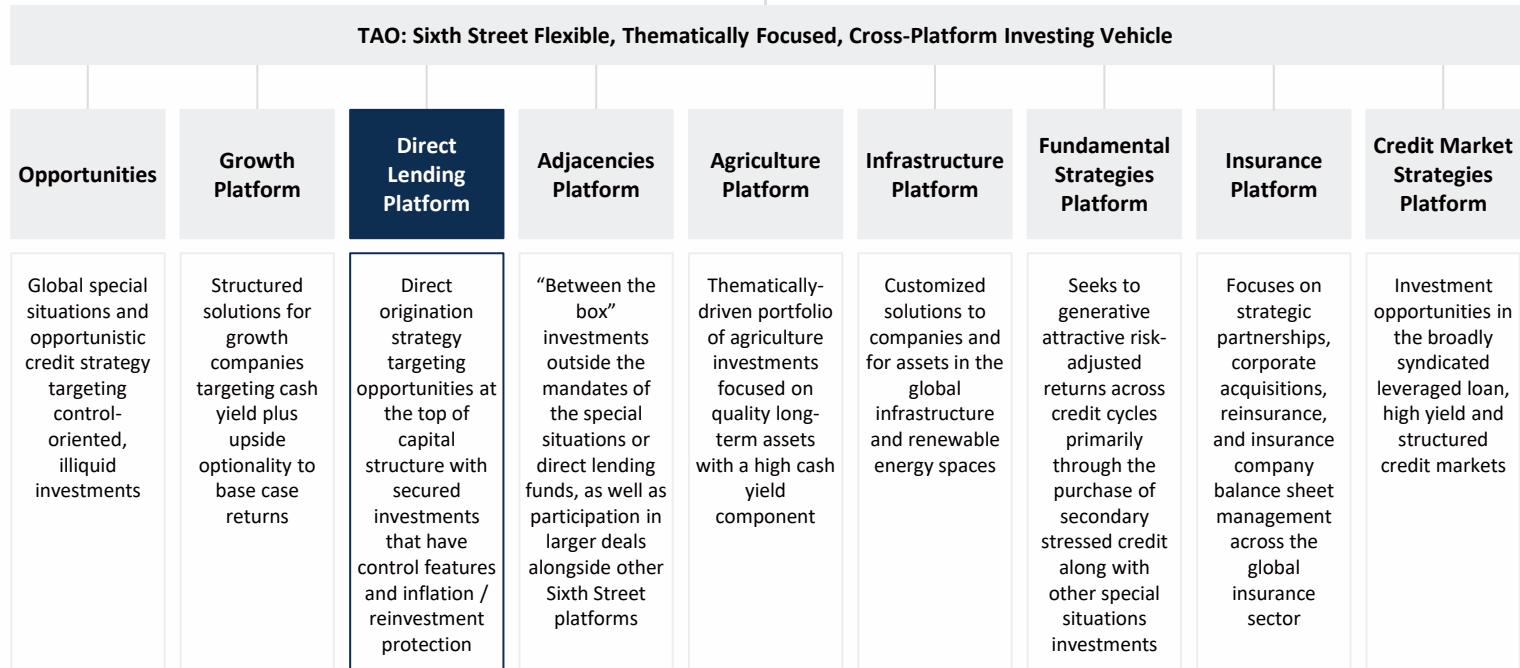 TAO: Sixth Street Flexible, Thematically Focused, Cross-Platform Investing Vehicle
Opportunities
Growth
Platform
Direct
Lending
Platform
Adjacencies
Platform
Agriculture
Platform
Infrastructure
Platform
Fundamental
Strategies
Platform
Insurance
Platform
Credit Market
Strategies
Platform
Global special
situations and
opportunistic
credit strategy
targeting
control-
oriented,
illiquid
investments
Structured
solutions for
growth
companies
targeting cash
yield plus
upside
optionality to
base case
returns
Direct
origination
strategy
targeting
opportunities at
the top of
capital
structure with
secured
investments
that have
control features
and inflation /
reinvestment
protection
“Between the
box”
investments
outside the
mandates of
the special
situations or
direct lending
funds, as well as
participation in
larger deals
alongside other
Sixth Street
platforms
Thematically-
driven portfolio
of agriculture
investments
focused on
quality long-
term assets
with a high cash
yield
component
Customized
solutions to
companies and
for assets in the
global
infrastructure
and renewable
energy spaces
Seeks to
generative
attractive risk-
adjusted
returns across
credit cycles
primarily
through the
purchase of
secondary
stressed credit
along with
other special
situations
investments
Focuses on
strategic
partnerships,
corporate
acquisitions,
reinsurance,
and insurance
company
balance sheet
management
across the
global
insurance
sector
Investment
opportunities in
the broadly
syndicated
leveraged loan,
high yield and
structured
credit markets